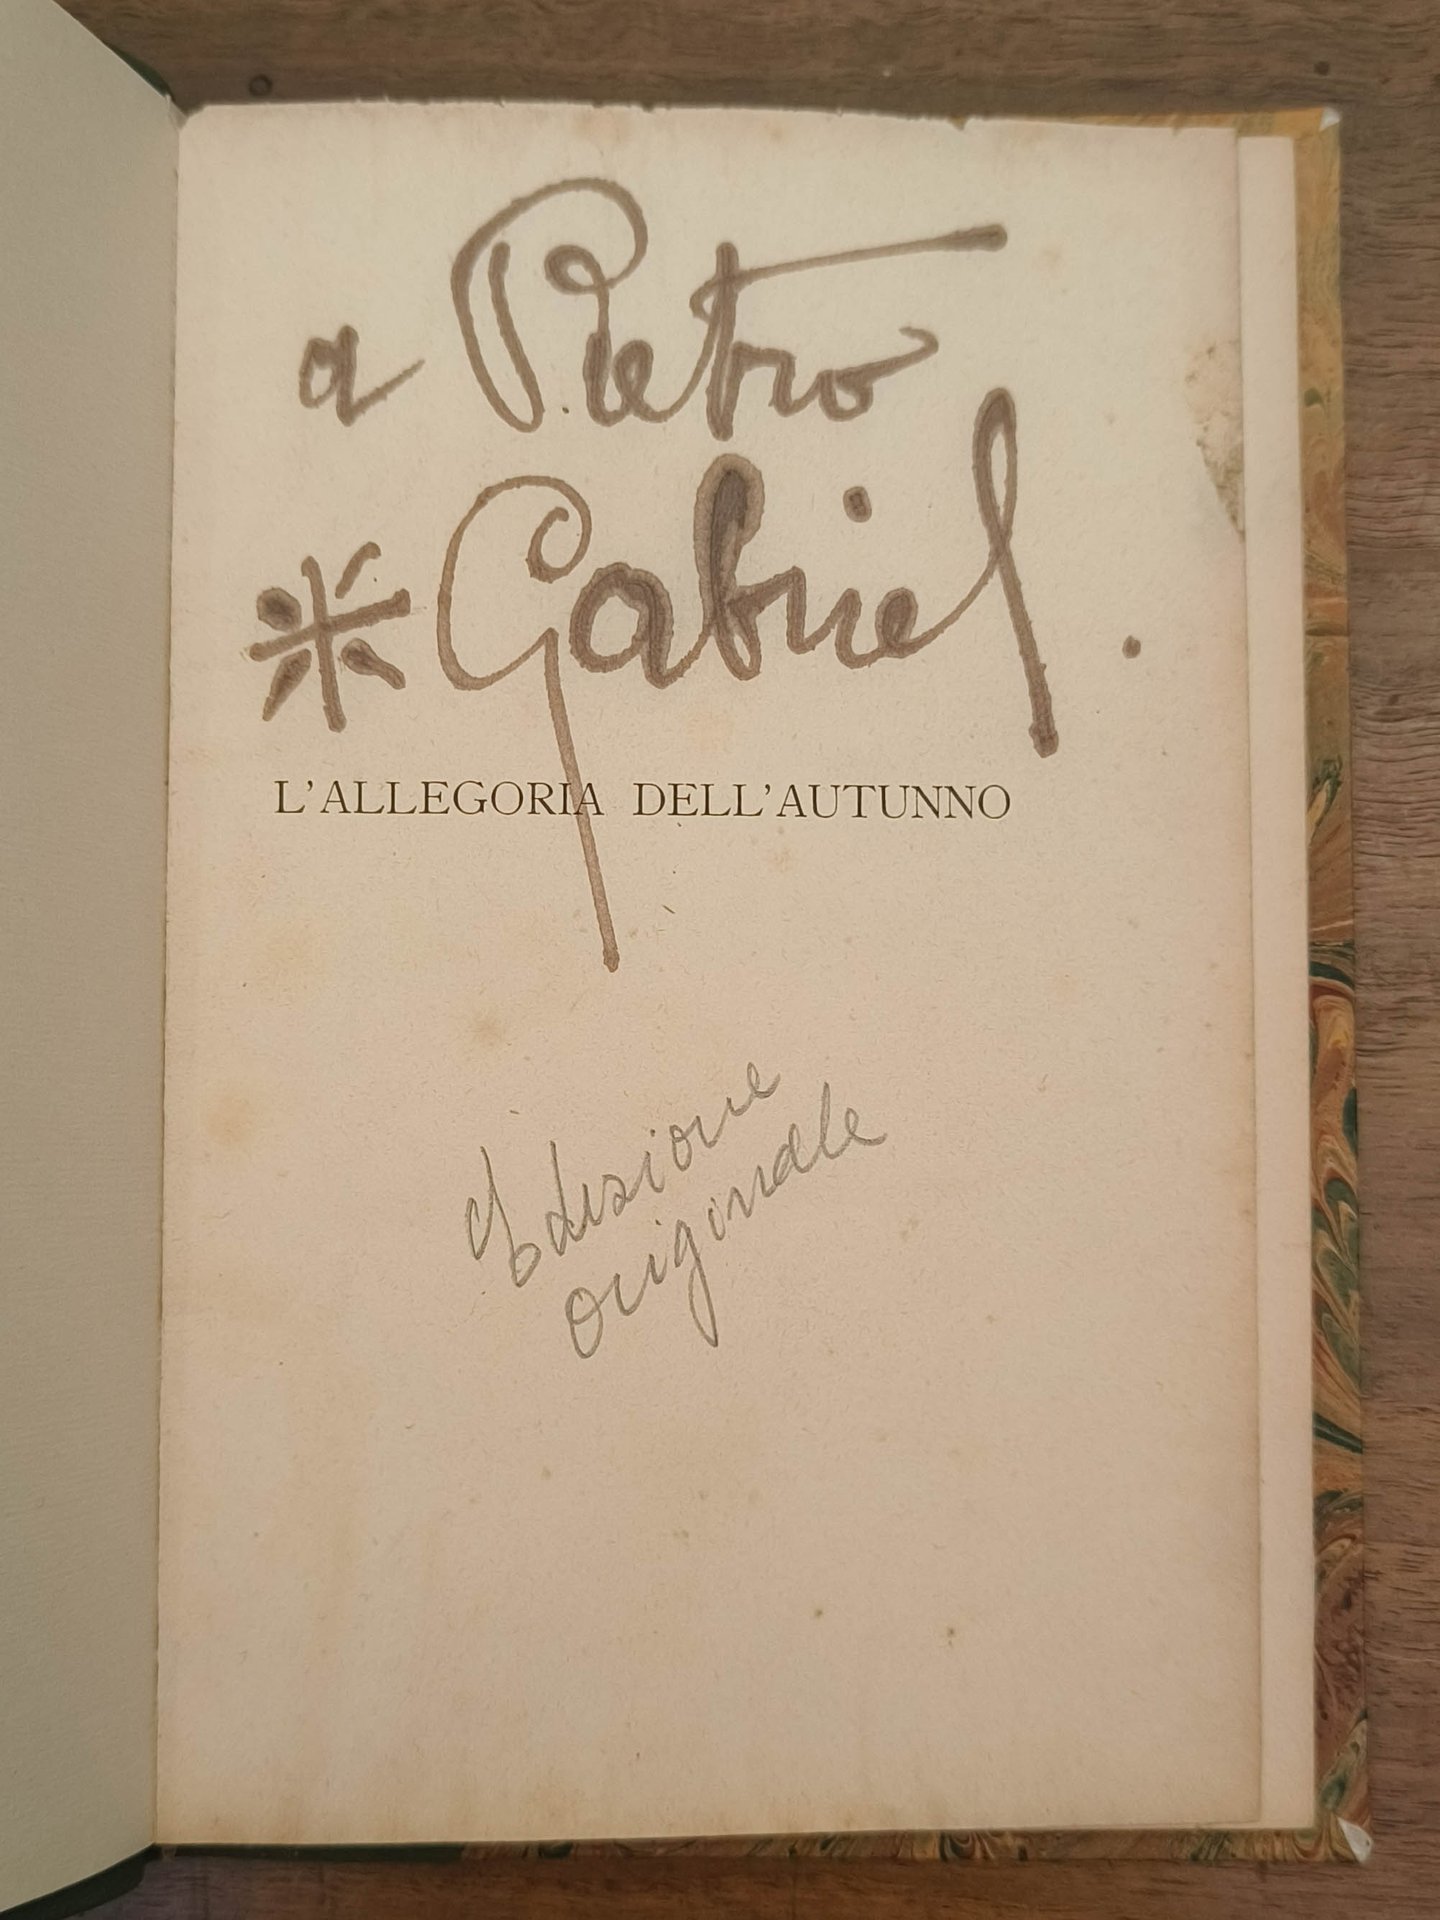 a Pietro
* Gabriel.
L'ALLEGORIA DELL'AUTUNNO
Edizione
originale